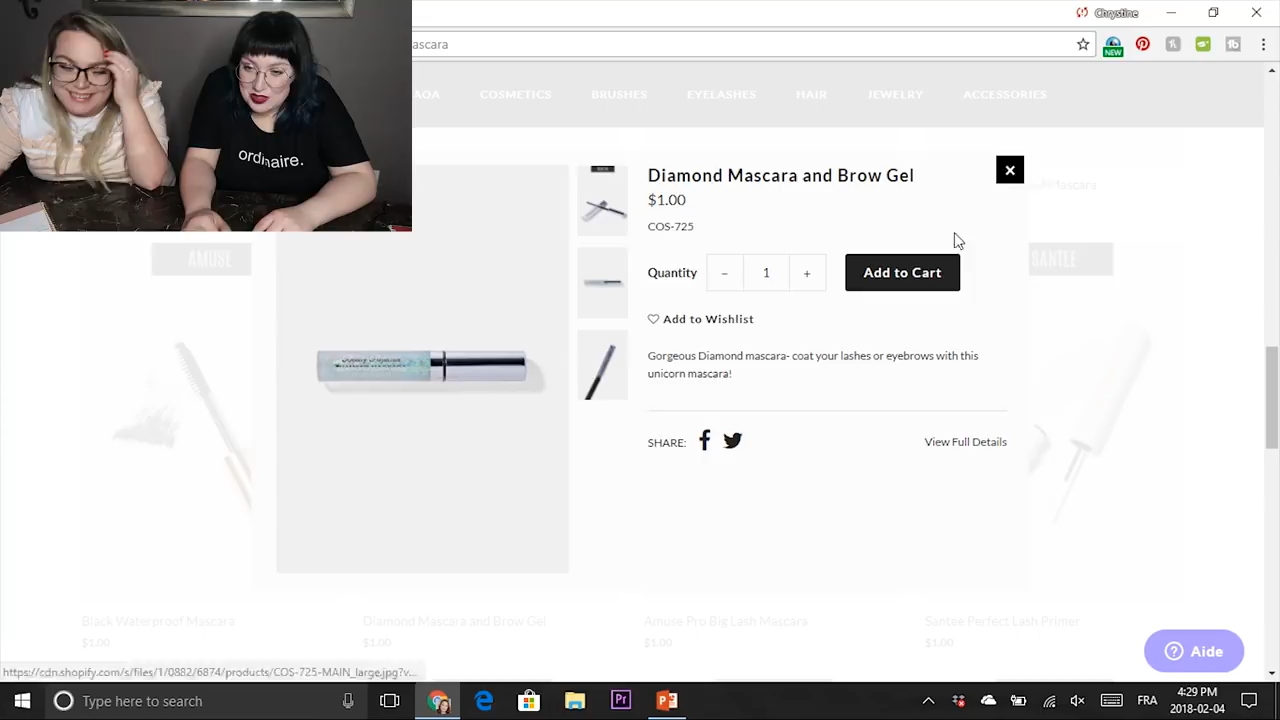 Chrystine
ascara
NEW
AOA
COSMETICS
BRUSHES
EYELASHES
HAIR
JEWELRY
ACCESSORIES
ordinaire.
Diamond Mascara and Brow Gel
$1.00
COS-725
AMUSE
SANTEE
Quantity
−
1
+
Add to Cart
Add to Wishlist
Gorgeous Diamond mascara- coat your lashes or eyebrows with this
unicorn mascara!
SHARE:
View Full Details
Black Waterproof Mascara
$1.00
Diamond Mascara and Brow Gel
$1.00
Amuse Pro Big Lash Mascara
$1.00
Santee Perfect Lash Primer
$1.00
Aide
https://cdn.shopify.com/s/files/1/0882/6874/products/COS-725-MAIN_large.jpg?v...
Type here to search
Pr
FRA
4:29 PM
2018-02-04